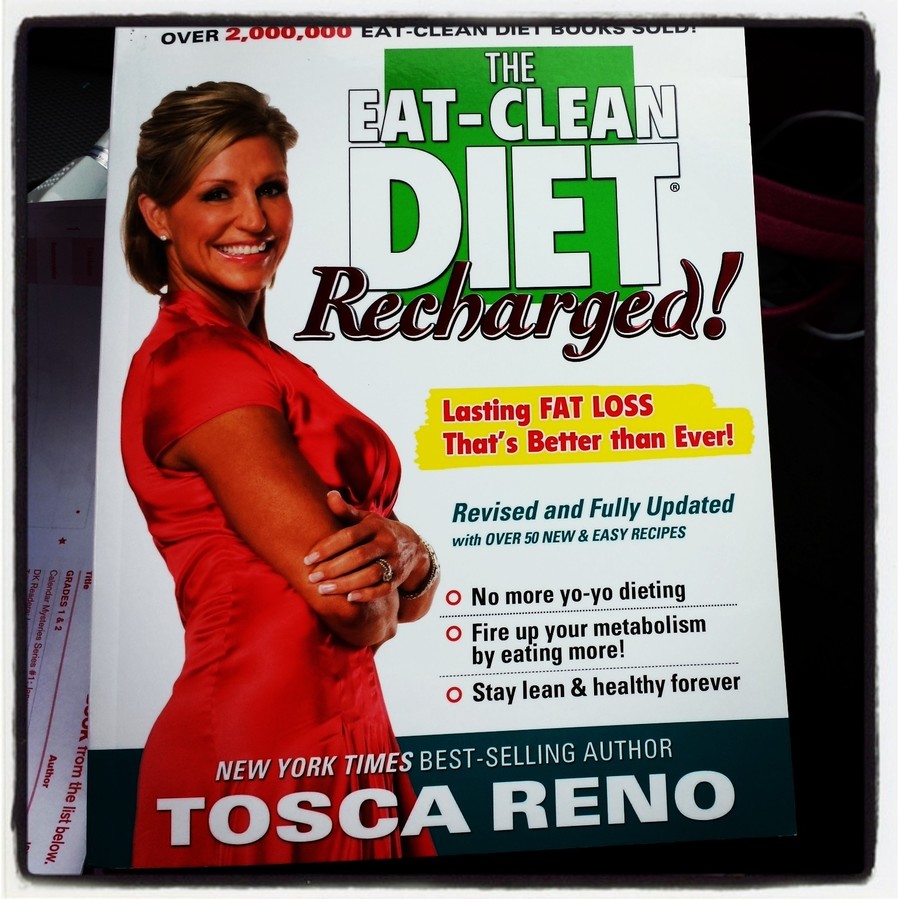 OVER 2,000,000 EAT-CLEAN DIET BOOKS SOLD!
THE
EAT-CLEAN
DIET®
Recharged!
Lasting FAT LOSS
That's Better than Ever!
Revised and Fully Updated
with OVER 50 NEW & EASY RECIPES
No more yo-yo dieting
Fire up your metabolism
by eating more!
Stay lean & healthy forever
NEW YORK TIMES BEST-SELLING AUTHOR
TOSCA RENO
Title
*
GRADES 1 & 2
Calendar Mysteries Series #1:
DK Readers
from the list below.
Author